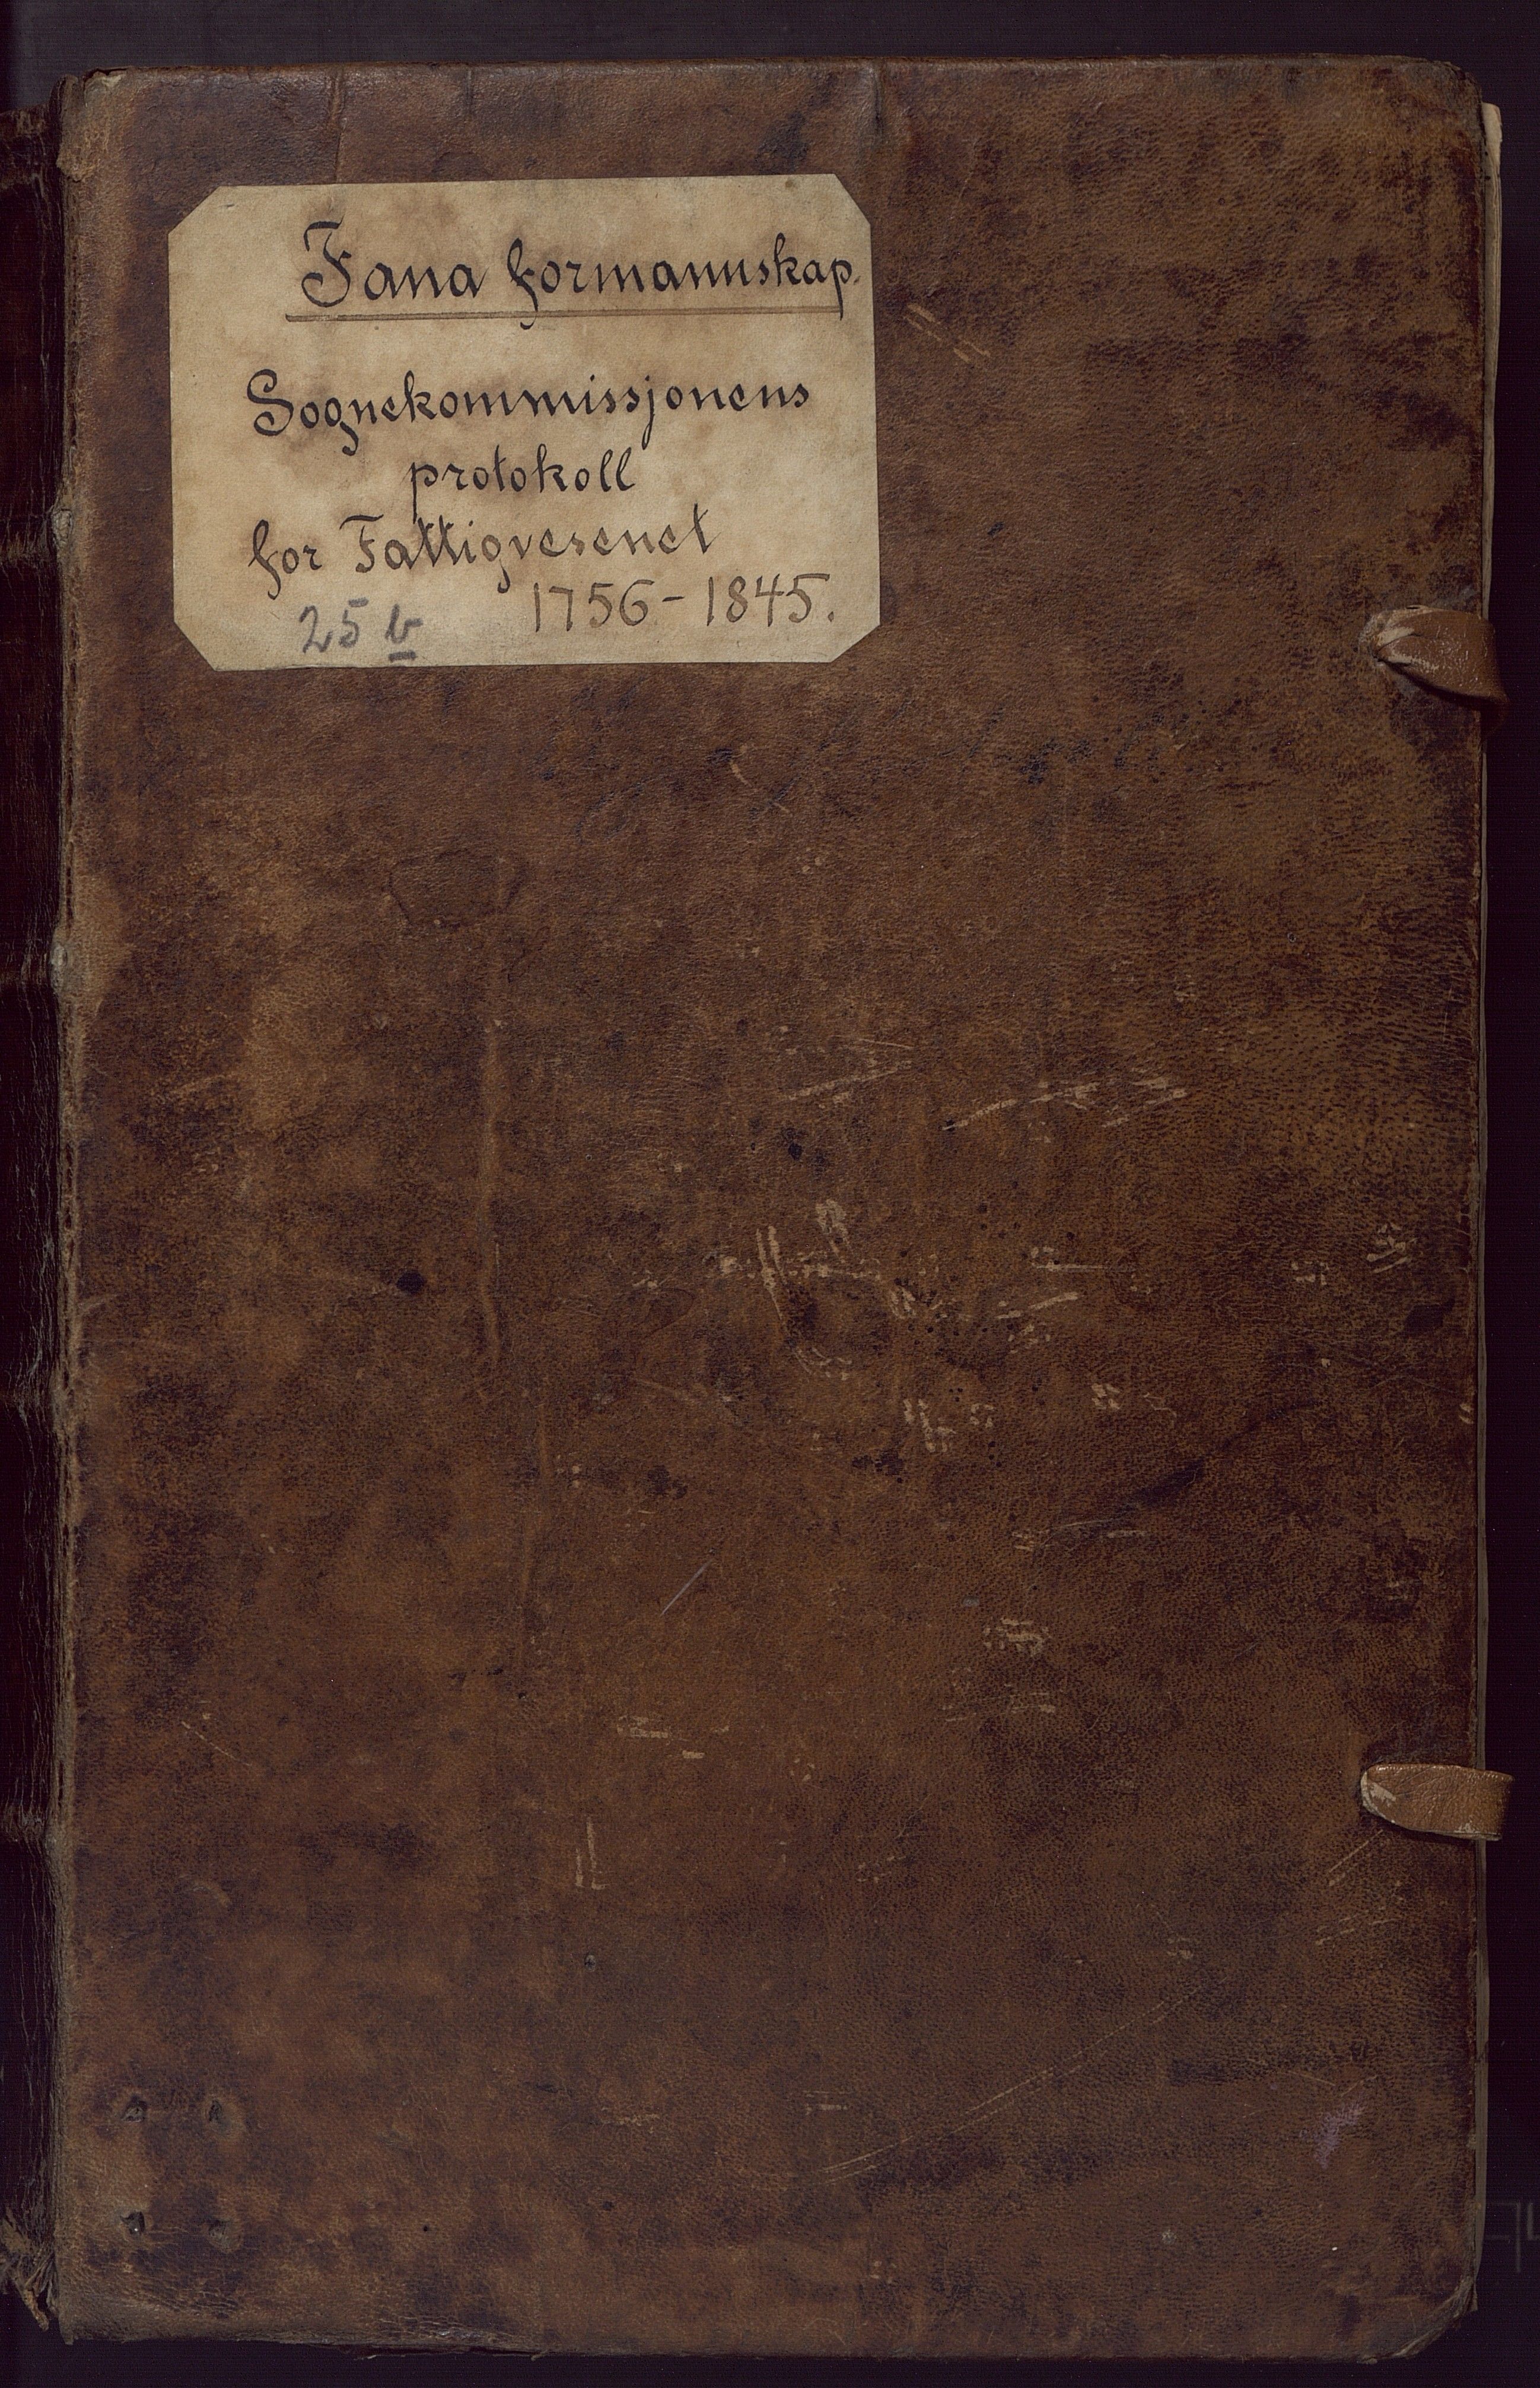 Fana formannskap.
Sognekommissjonens
protokoll
for Fattigvesenet
1756-1845.
25 b